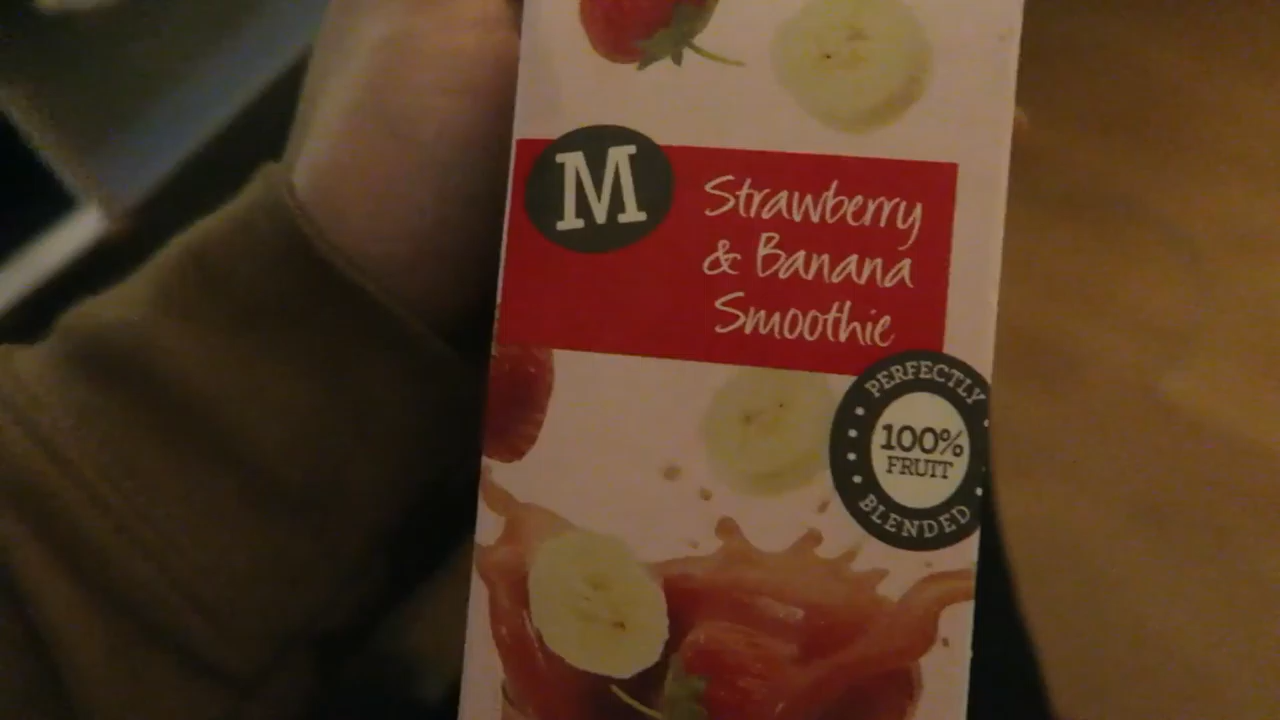 M
Strawberry
& Banana
Smoothie
PERFECTLY
100%
FRUIT
BLENDED